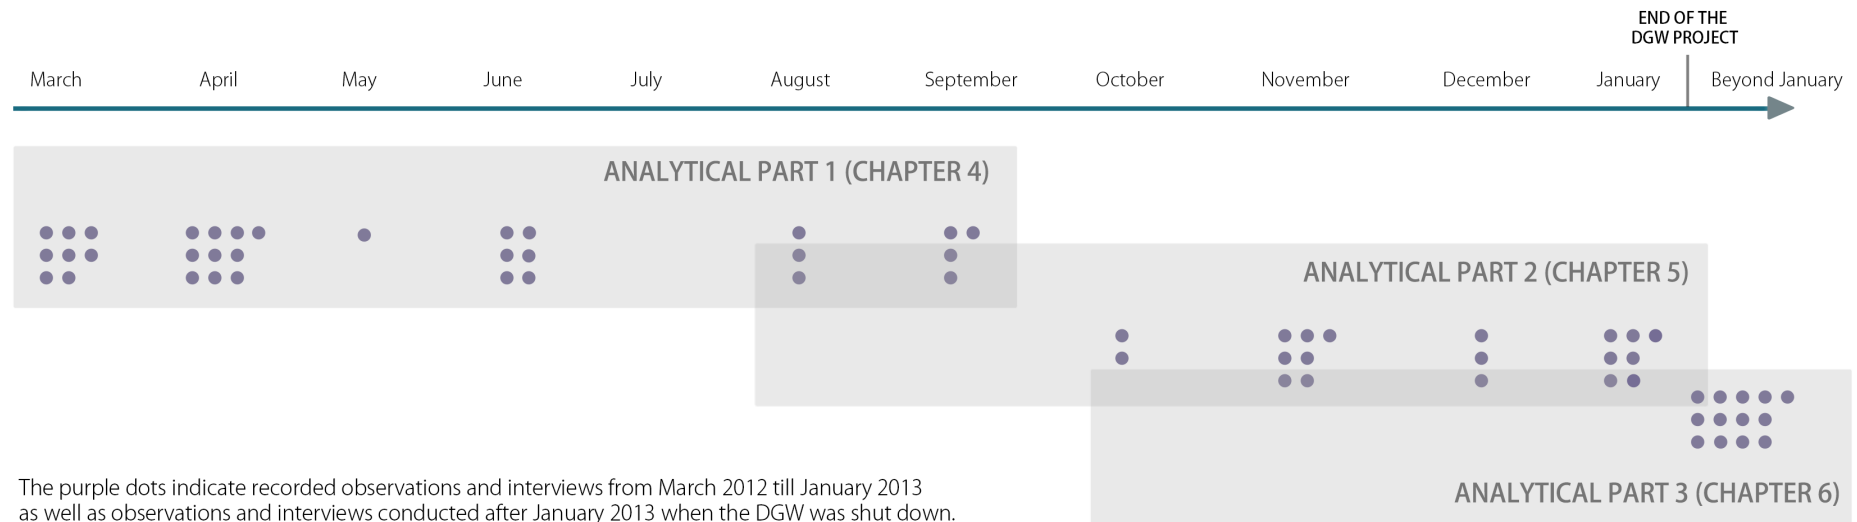 END OF THE
DGW PROJECT
March April May June July August September October November December January Beyond January
ANALYTICAL PART 1 (CHAPTER 4)
ANALYTICAL PART 2 (CHAPTER 5)
ANALYTICAL PART 3 (CHAPTER 6)
The purple dots indicate recorded observations and interviews from March 2012 till January 2013
as well as observations and interviews conducted after January 2013 when the DGW was shut down.